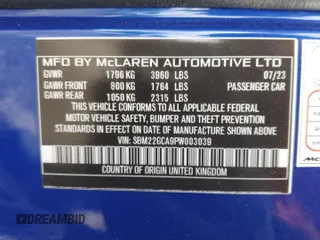 MFD BY McLAREN AUTOMOTIVE LTD
GVWR 1796 KG 3960 LBS 07/23
GAWR FRONT 800 KG 1764 LBS PASSENGER CAR
GAWR REAR 1050 KG 2315 LBS
THIS VEHICLE CONFORMS TO ALL APPLICABLE FEDERAL
MOTOR VEHICLE SAFETY, BUMPER AND THEFT PREVENTION
STANDARDS IN EFFECT ON THE DATE OF MANUFACTURE
SHOWN ABOVE
VIN: SBM22GCA9PW003039
COUNTRY OF ORIGIN UNITED KINGDOM
DREAMBID